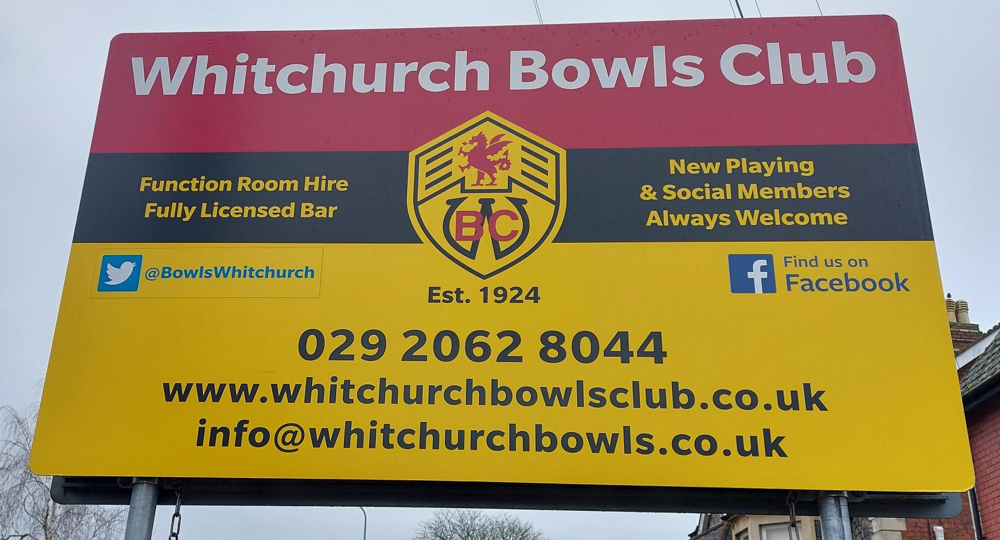 Whitchurch Bowls Club
Function Room Hire
Fully Licensed Bar
WBC
New Playing
& Social Members
Always Welcome
@BowlsWhitchurch
Est. 1924
Find us on
Facebook
029 2062 8044
www.whitchurchbowlsclub.co.uk
info@whitchurchbowls.co.uk